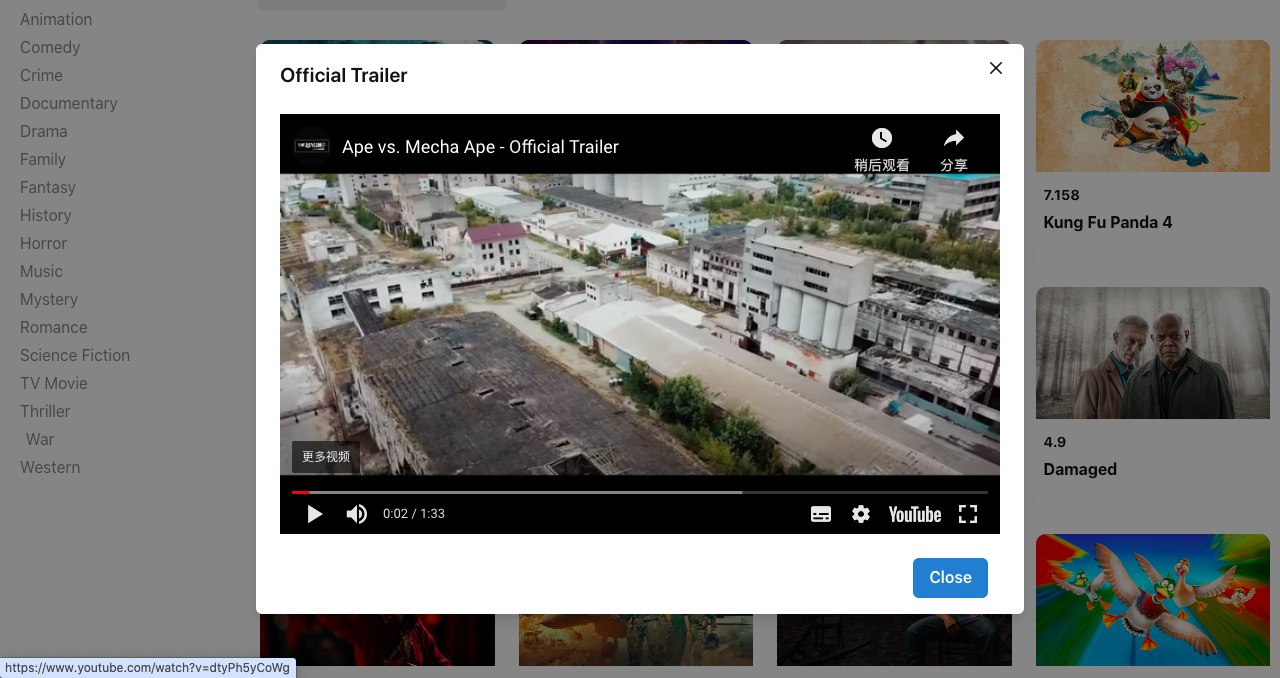 Animation
Comedy
Crime
Documentary
Drama
Family
Fantasy
History
Horror
Music
Mystery
Romance
Science Fiction
TV Movie
Thriller
War
Western
Official Trailer
Ape vs. Mecha Ape - Official Trailer
稍后观看
分享
更多视频
0:02 / 1:33
YouTube
Close
7.158
Kung Fu Panda 4
4.9
Damaged
https://www.youtube.com/watch?v=dtyPh5yCoWg